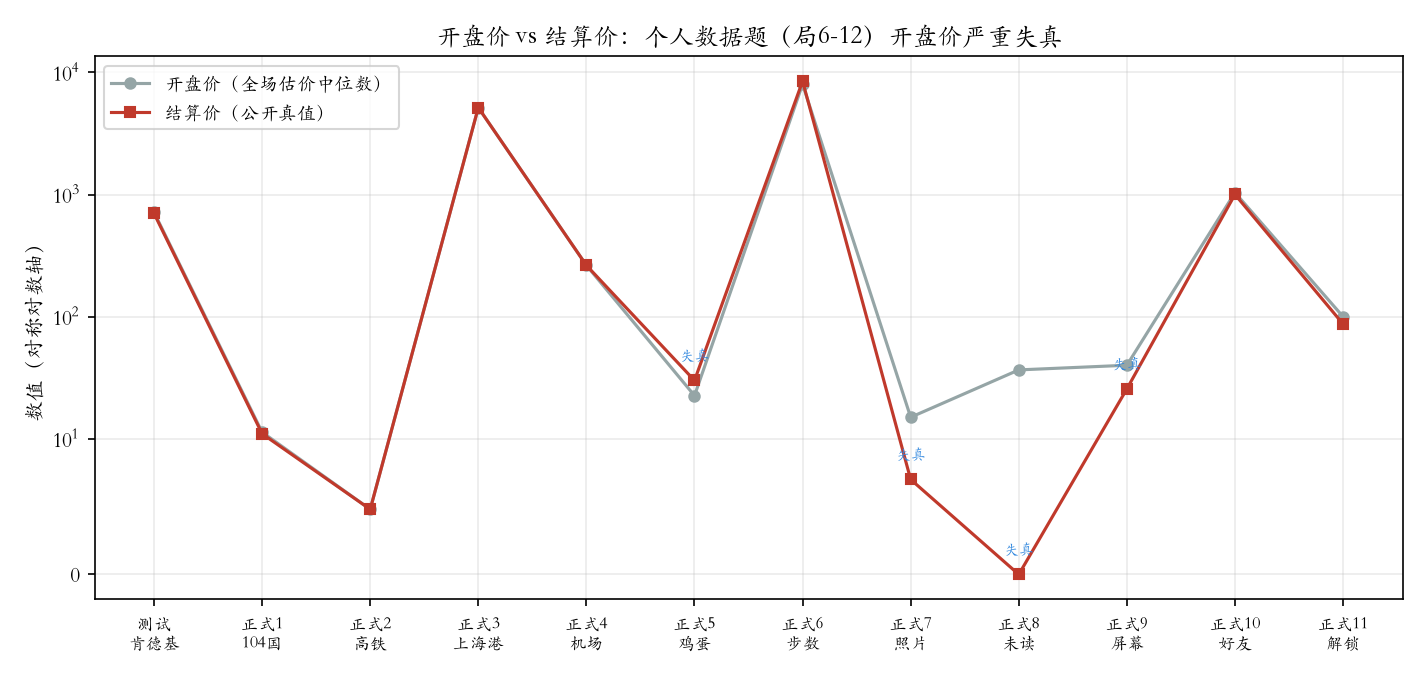 开盘价 vs 结算价：个人数据题（局6-12）开盘价严重失真
开盘价（全场估价中位数）
结算价（公开真值）
数值（对称对数轴）
10⁴
10³
10²
10¹
0
失真
失真
失真
失真
测试
肯德基
正式1
104国
正式2
高铁
正式3
上海港
正式4
机场
正式5
鸡蛋
正式6
步数
正式7
照片
正式8
未读
正式9
屏幕
正式10
好友
正式11
解锁